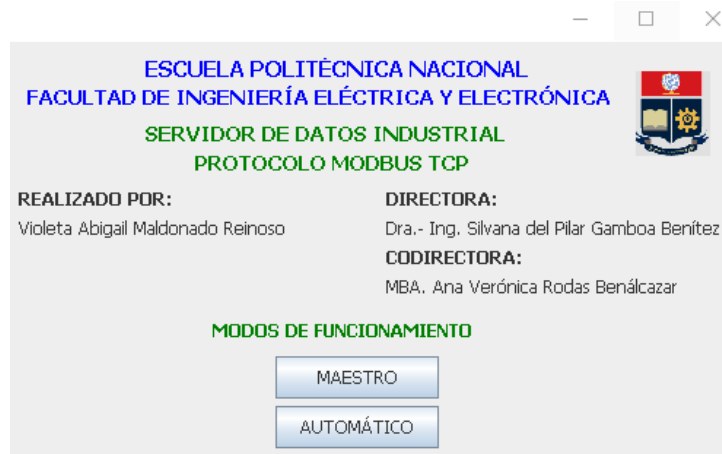 ESCUELA POLITÉCNICA NACIONAL
FACULTAD DE INGENIERÍA ELÉCTRICA Y ELECTRÓNICA
SERVIDOR DE DATOS INDUSTRIAL
PROTOCOLO MODBUS TCP
REALIZADO POR:
Violeta Abigail Maldonado Reinoso
DIRECTORA:
Dra.- Ing. Silvana del Pilar Gamboa Benítez
CODIRECTORA:
MBA. Ana Verónica Rodas Benálcazar
MODOS DE FUNCIONAMIENTO
MAESTRO
AUTOMÁTICO